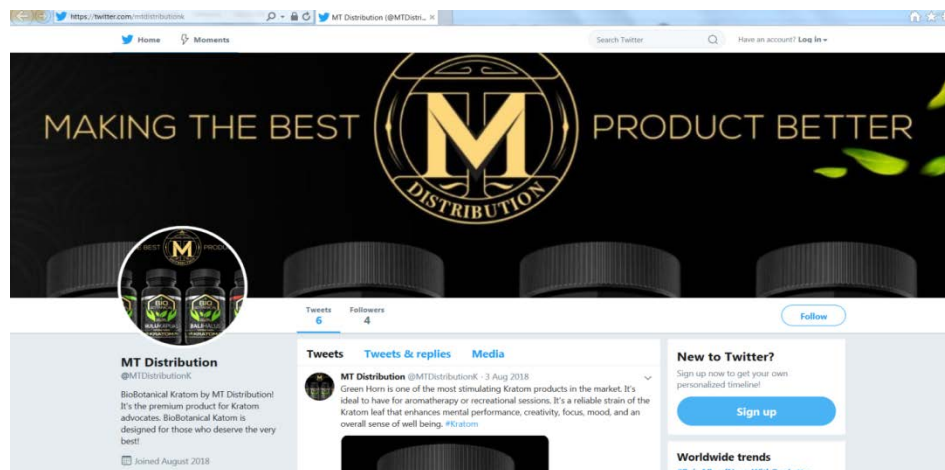 https://twitter.com/mtdistributionk
MT Distribution (@MTDistri...
Home
Moments
Search Twitter
Have an account? Log in
MAKING THE BEST
PRODUCT BETTER
MT
DISTRIBUTION
BIO
BIO
KRATOM
KRATOM
Tweets
6
Followers
4
Follow
MT Distribution
@MTDistributionK
BioBotanical Kratom by MT Distribution!
It's the premium product for Kratom
advocates. BioBotanical Katom is
designed for those who deserve the very
best!
Joined August 2018
Tweets Tweets & replies Media
MT Distribution @MTDistributionK · 3 Aug 2018
Green Horn is one of the most stimulating Kratom products in the market. It's
ideal to have for aromatherapy or recreational sessions. It's a reliable strain of the
Kratom leaf that enhances mental performance, creativity, focus, mood, and an
overall sense of well being. #Kratom
New to Twitter?
Sign up now to get your own
personalized timeline!
Sign up
Worldwide trends